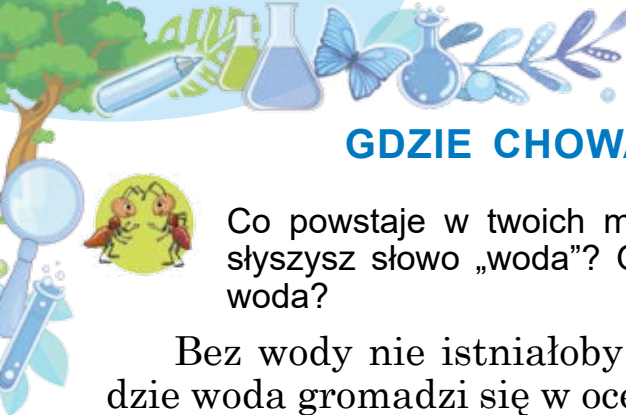 GDZIE CHOWA
Co powstaje w twoich m
słyszysz słowo „woda”?
woda?
Bez wody nie istniałoby
dzie woda gromadzi się w oce